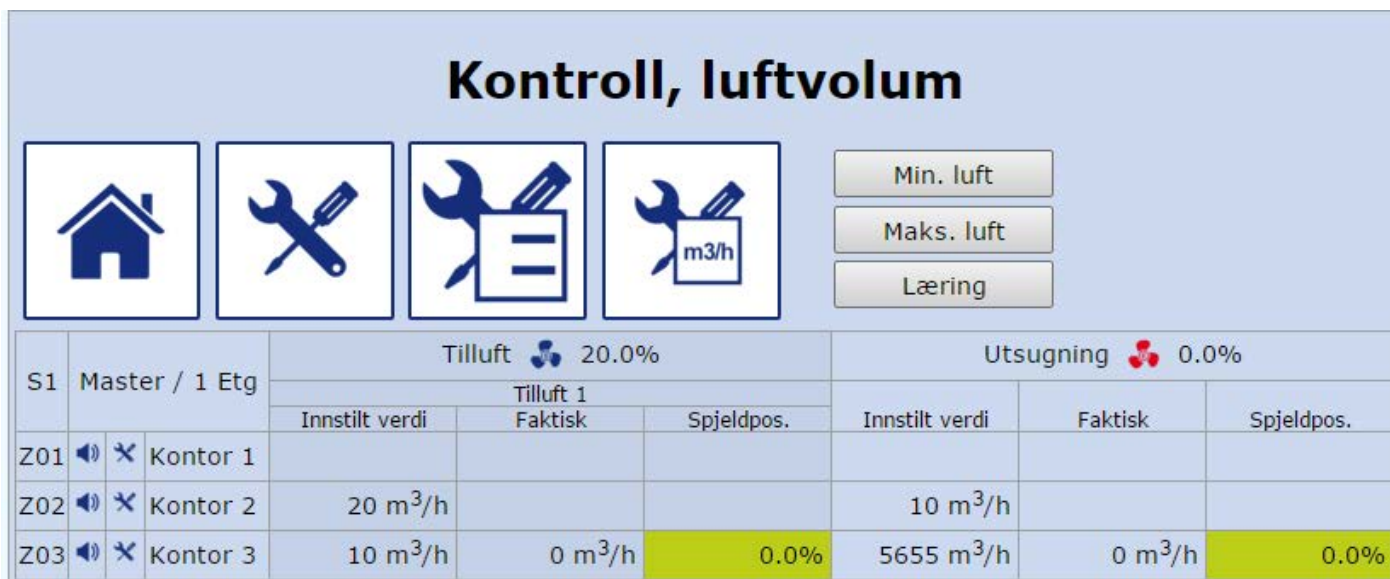 Kontroll, luftvolum
m3/h
Min. luft
Maks. luft
Læring
S1 Master / 1 Etg Tilluft 20.0% Utsugning 0.0%
Tilluft 1
Innstilt verdi Faktisk Spjeldpos. Innstilt verdi Faktisk Spjeldpos.
Z01 Kontor 1
Z02 Kontor 2 20 m³/h 10 m³/h
Z03 Kontor 3 10 m³/h 0 m³/h 0.0% 5655 m³/h 0 m³/h 0.0%